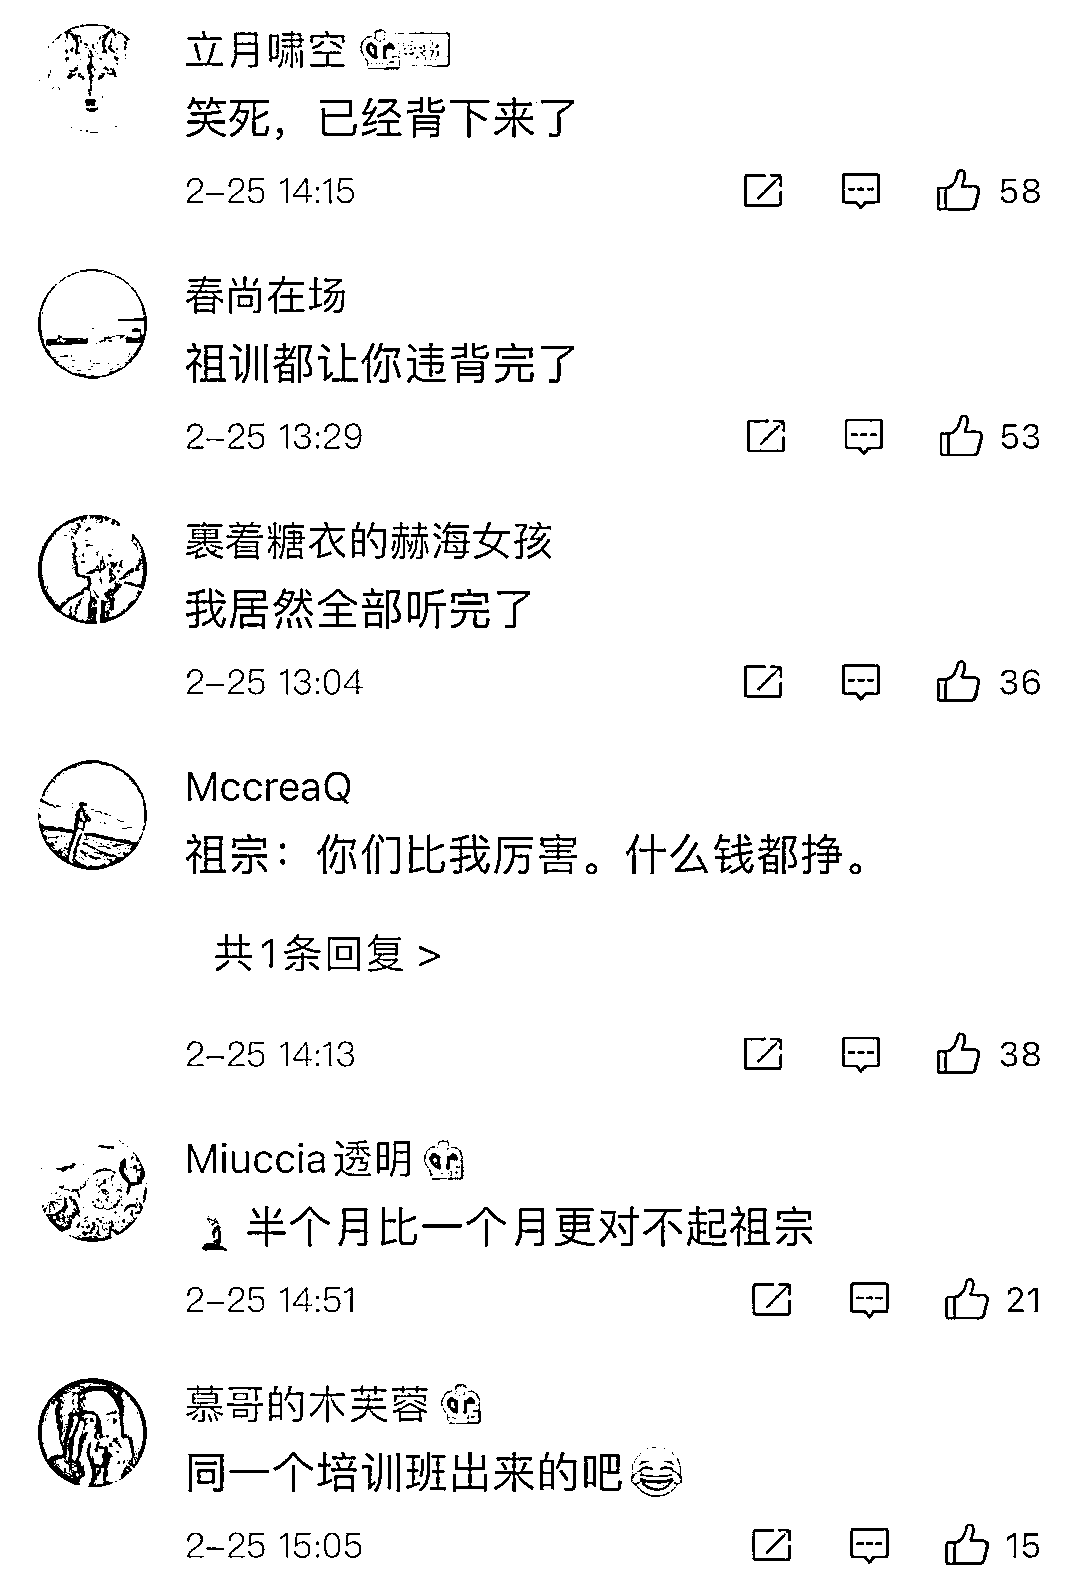 立月啸空
笑死，已经背下来了
2-25 14:15
58
春尚在场
祖训都让你违背完了
2-25 13:29
53
裹着糖衣的赫海女孩
我居然全部听完了
2-25 13:04
36
MccreaQ
祖宗：你们比我厉害。什么钱都挣。
共1条回复 >
2-25 14:13
38
Miuccia透明
半个月比一个月更对不起祖宗
2-25 14:51
21
慕哥的木芙蓉
同一个培训班出来的吧
2-25 15:05
15